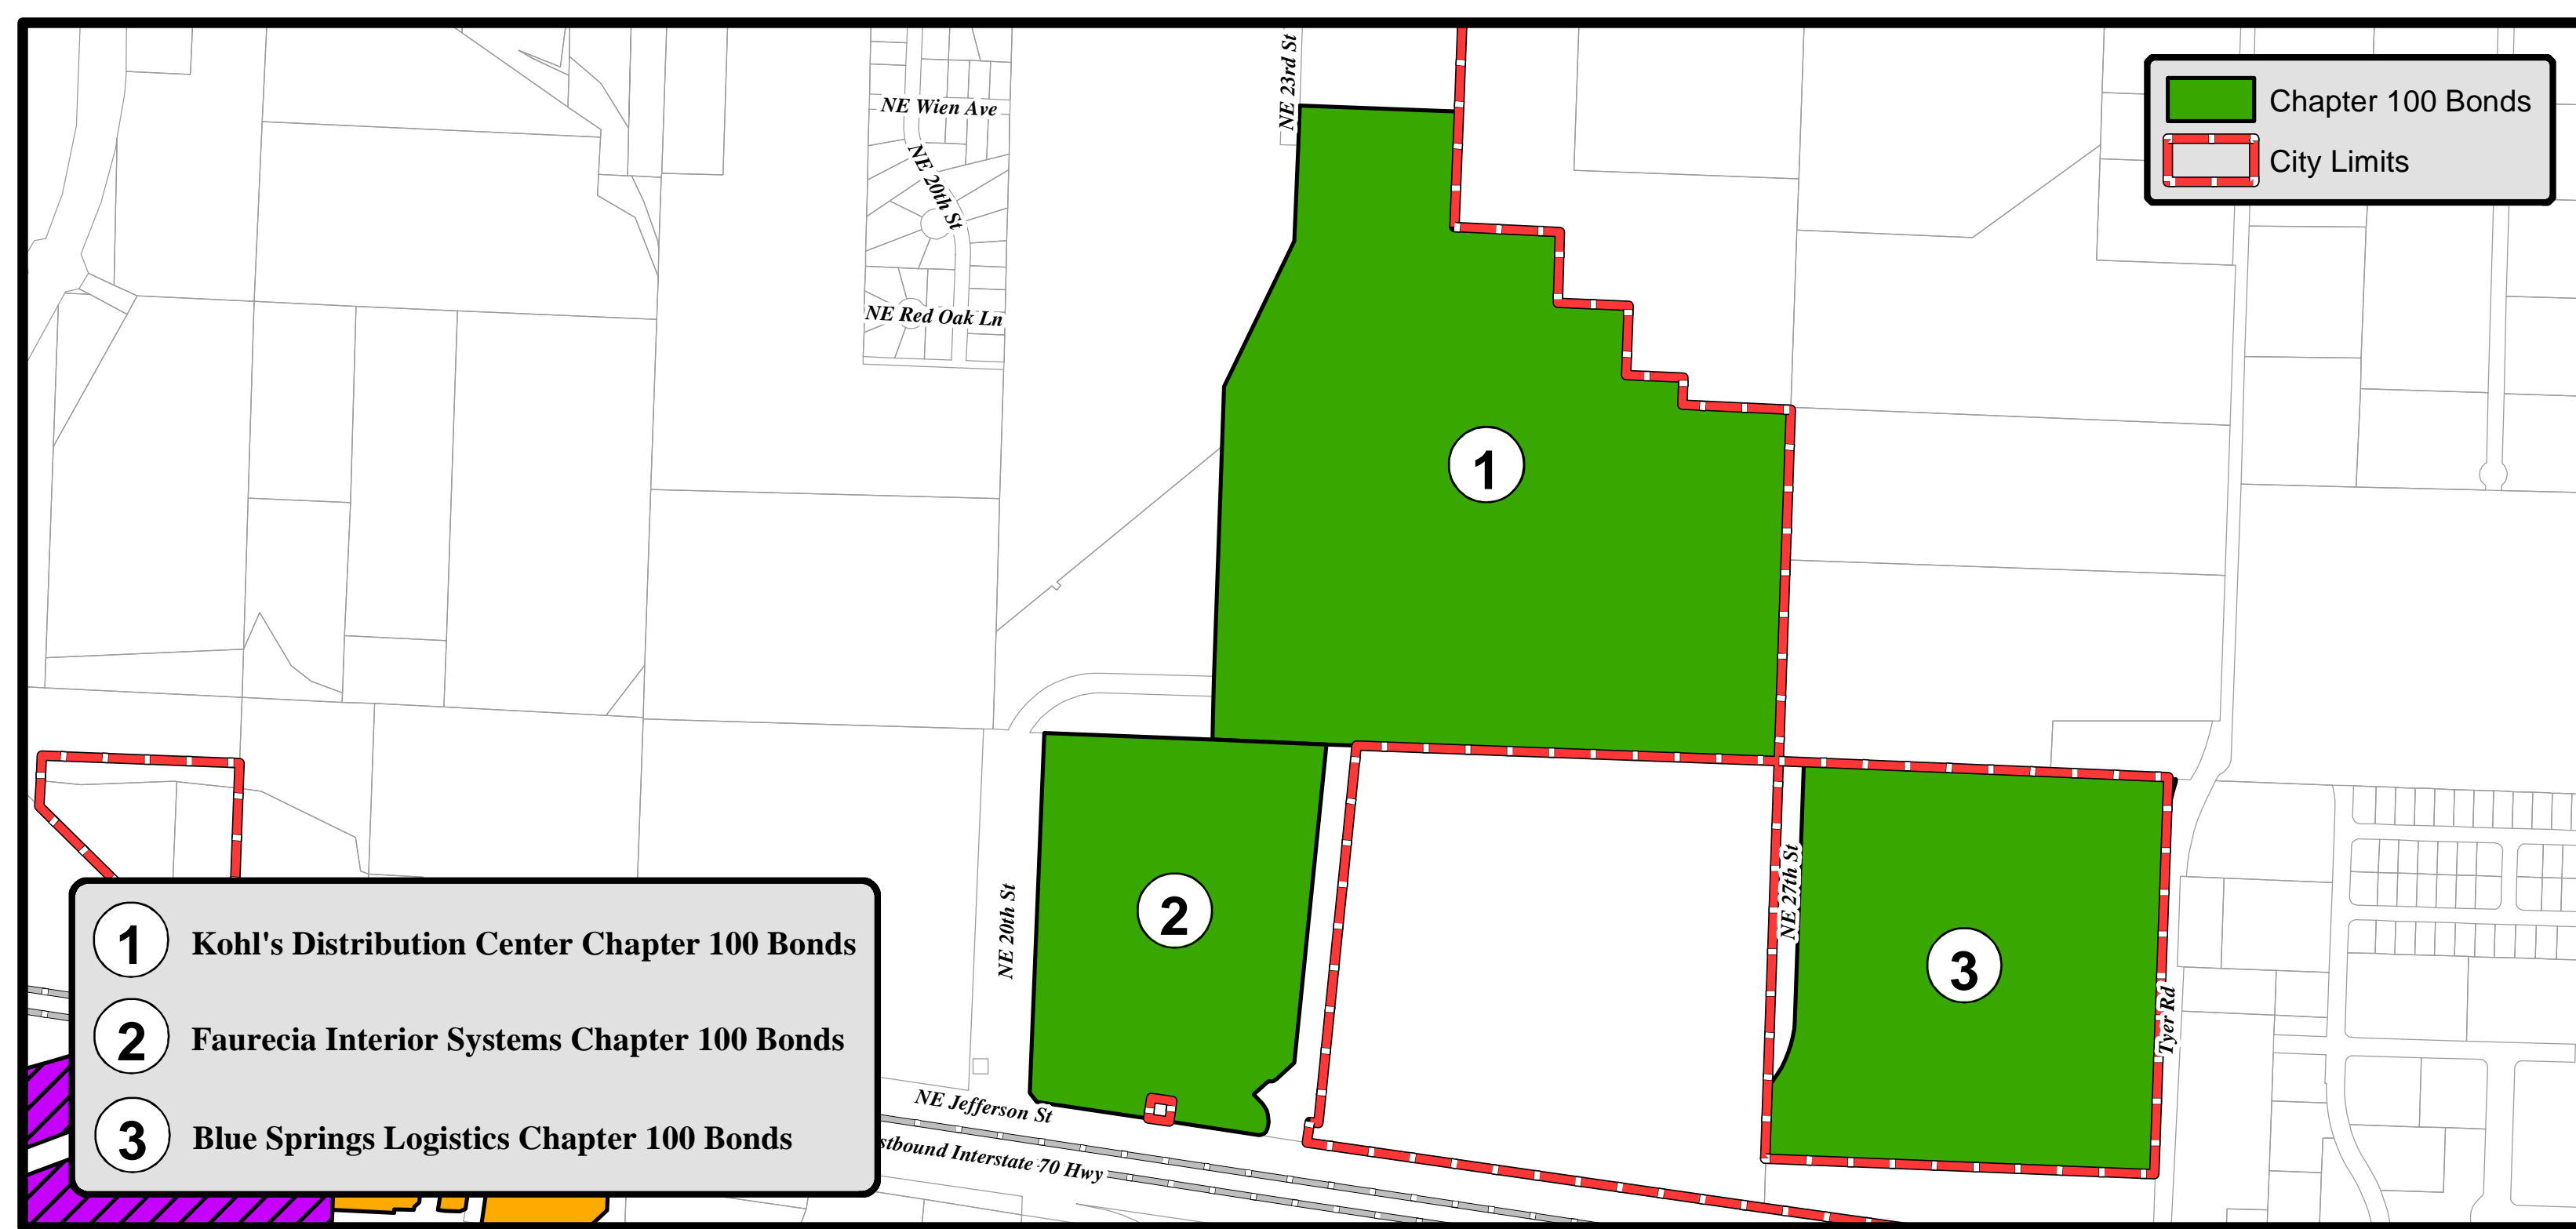 NE 23rd St
Chapter 100 Bonds
City Limits
NE Wien Ave
NE 20th St
NE Red Oak Ln
1
2
3
NE 20th St
NE 27th St
Tyer Rd
1 Kohl's Distribution Center Chapter 100 Bonds
2 Faurecia Interior Systems Chapter 100 Bonds
3 Blue Springs Logistics Chapter 100 Bonds
NE Jefferson St
stbound Interstate 70 Hwy